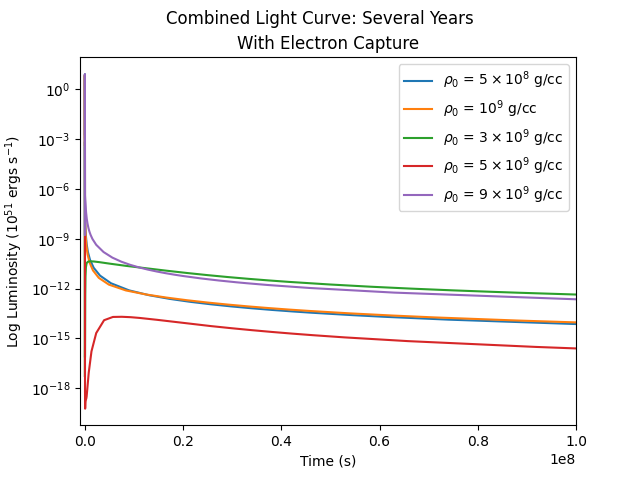 Combined Light Curve: Several Years
With Electron Capture
Log Luminosity (10⁵¹ ergs s⁻¹)
10⁰
10⁻³
10⁻⁶
10⁻⁹
10⁻¹²
10⁻¹⁵
10⁻¹⁸
ρ₀ = 5 × 10⁸ g/cc
ρ₀ = 10⁹ g/cc
ρ₀ = 3 × 10⁹ g/cc
ρ₀ = 5 × 10⁹ g/cc
ρ₀ = 9 × 10⁹ g/cc
0.0 0.2 0.4 0.6 0.8 1.0
Time (s)
1e8